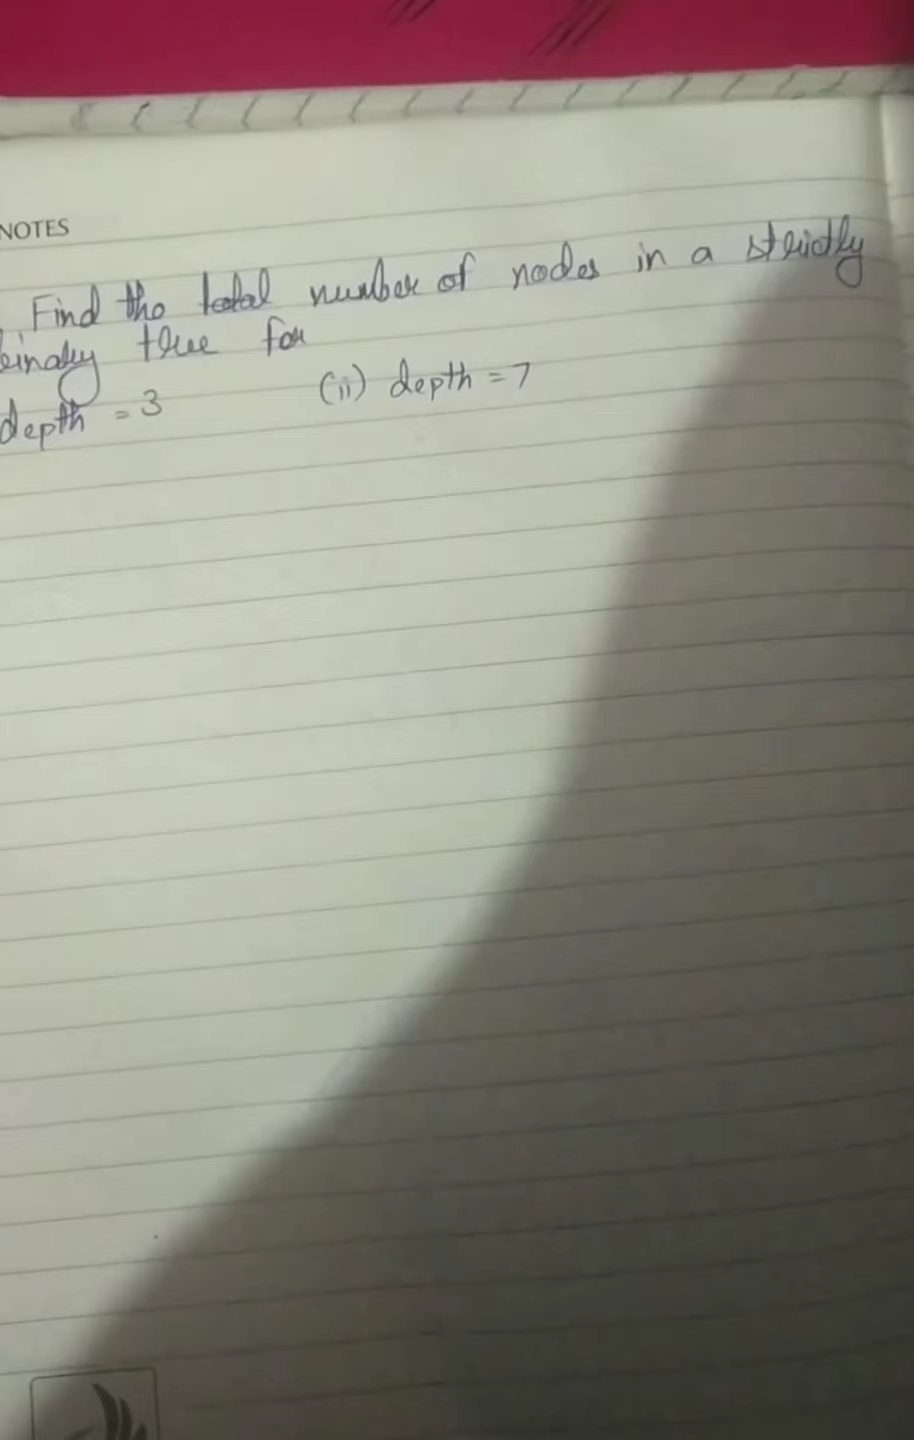 NOTES
Find the total number of nodes in a strictly
binary tree for
depth = 3 (ii) depth = 7